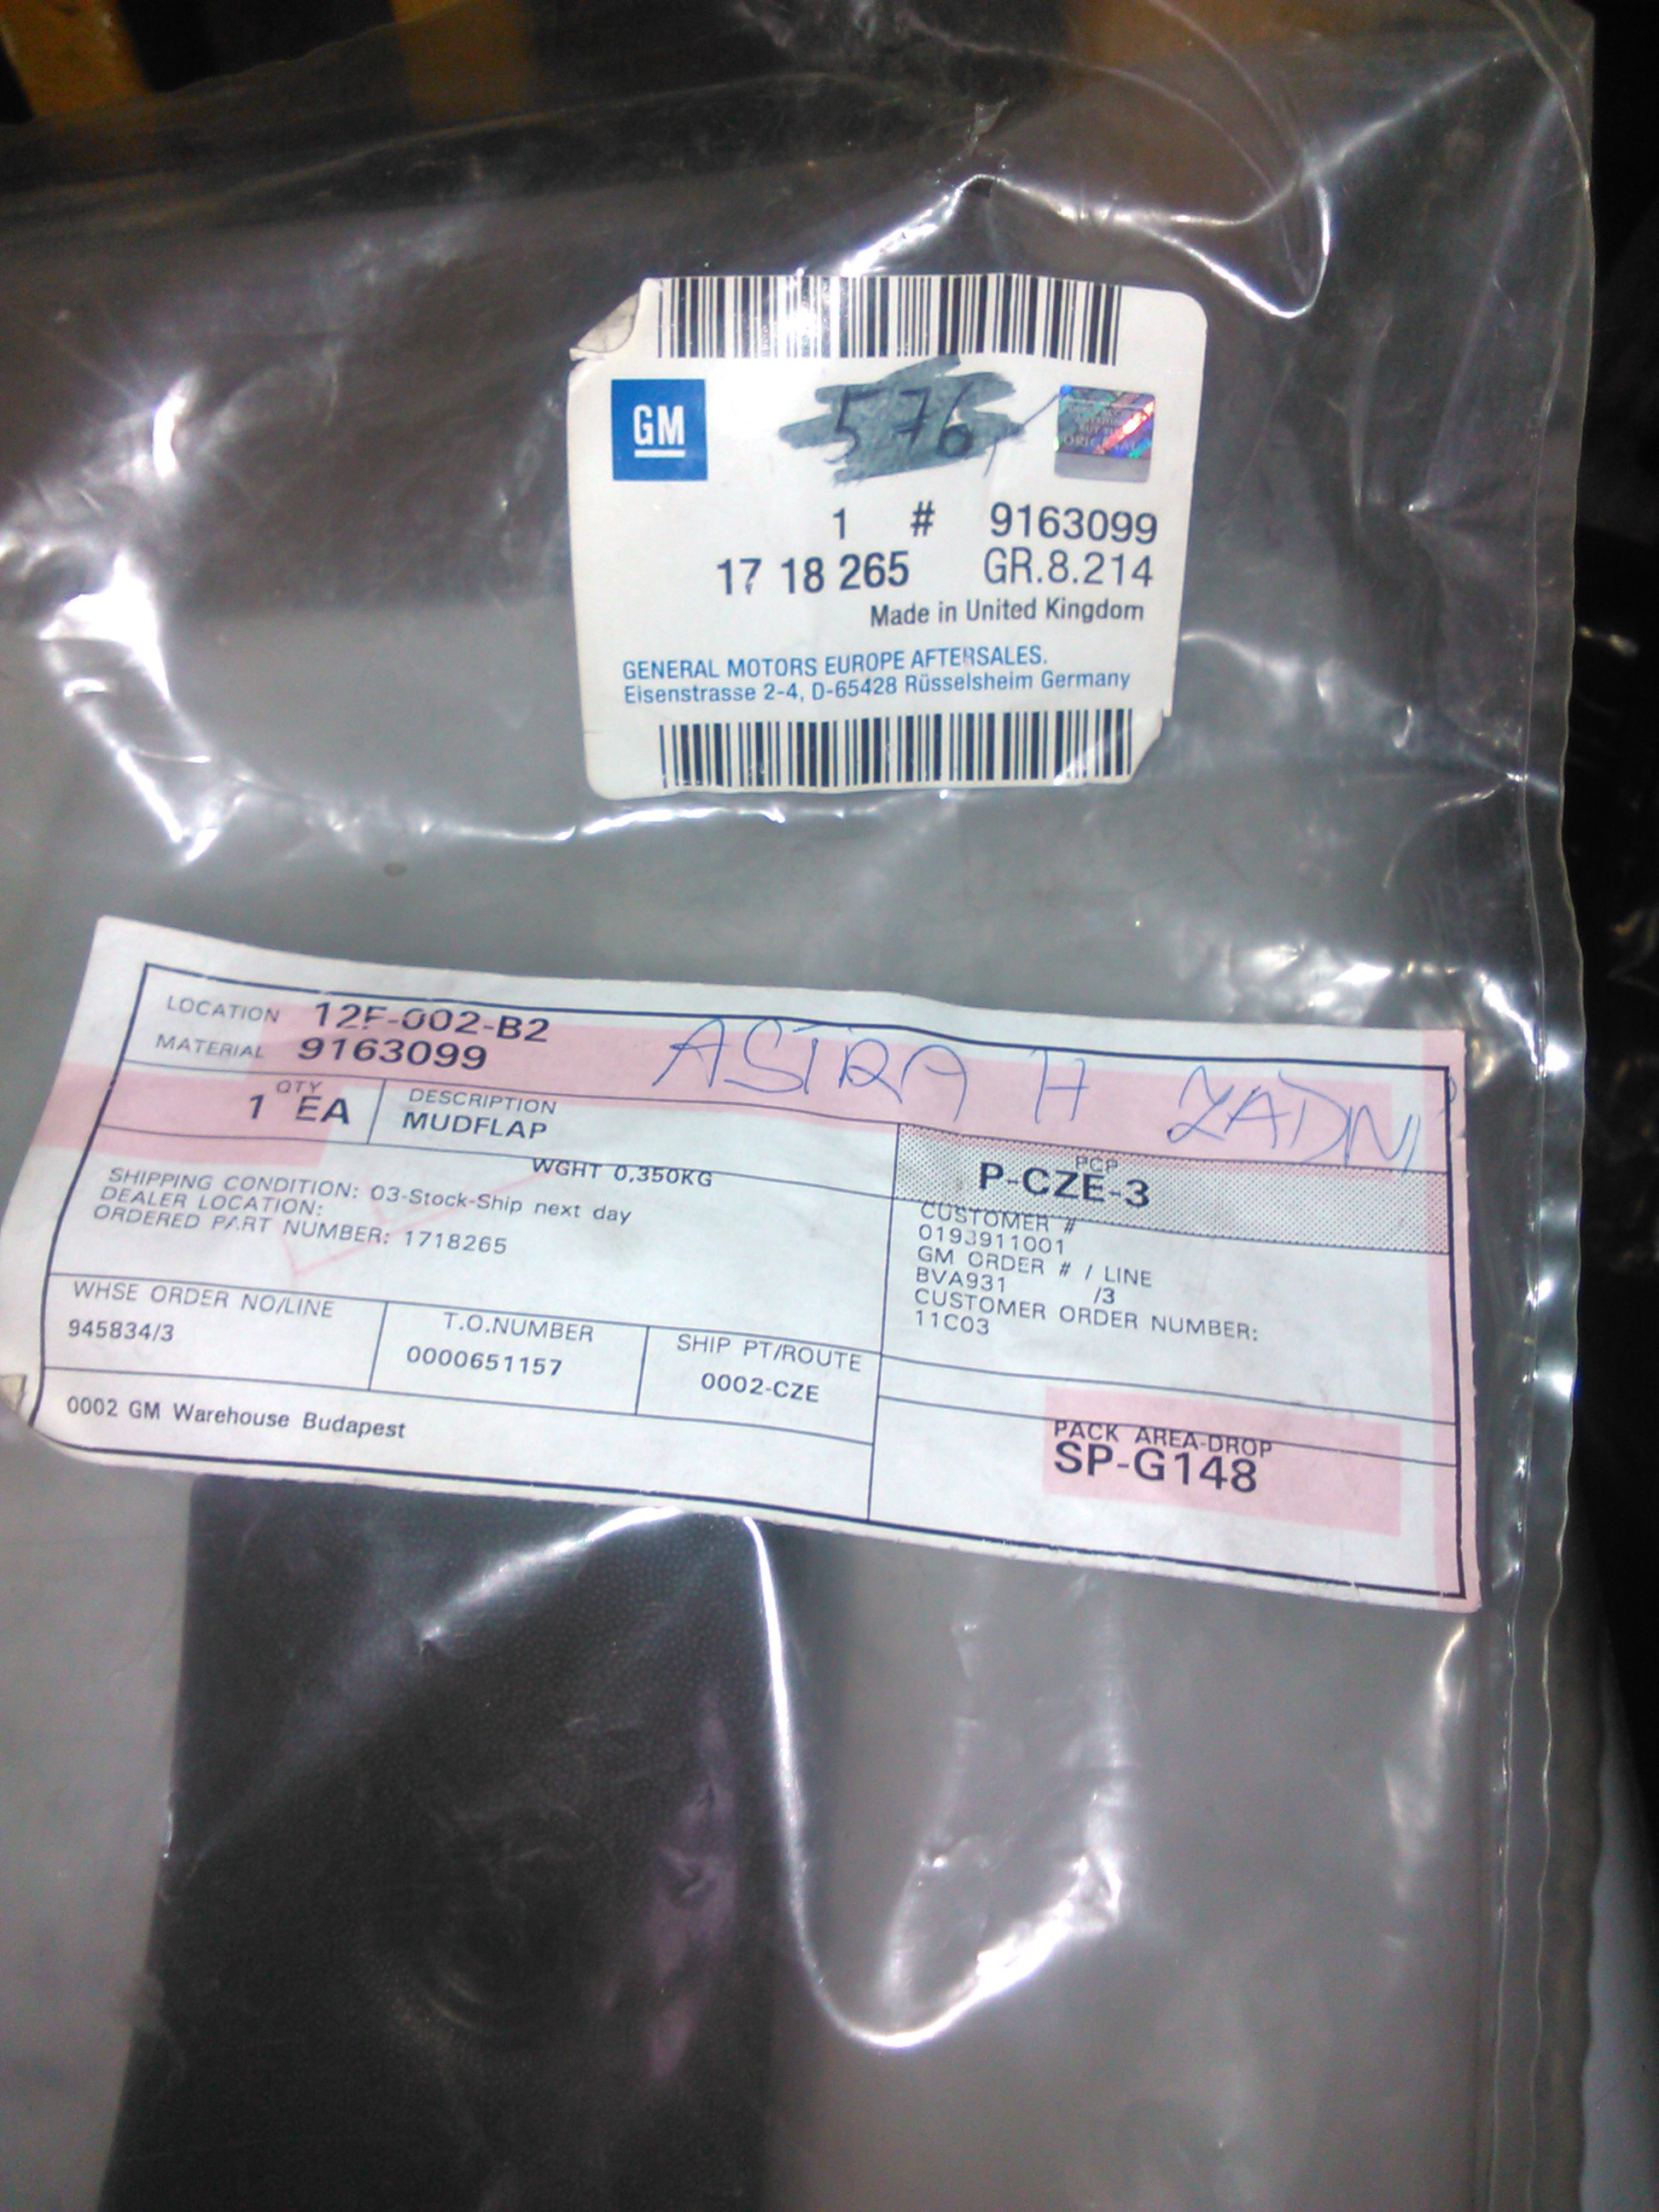 576
GM
ORIGINAL
1 # 9163099
17 18 265 GR.8.214
Made in United Kingdom
GENERAL MOTORS EUROPE AFTERSALES.
Eisenstrasse 2-4, D-65428 Rüsselsheim Germany
LOCATION 12F-002-B2
MATERIAL 9163099
ASTRA H ZADNÍ
QTY
1 EA
DESCRIPTION
MUDFLAP
WGHT 0,350KG
SHIPPING CONDITION: 03-Stock-Ship next day
DEALER LOCATION:
ORDERED PART NUMBER: 1718265
PCP
P-CZE-3
CUSTOMER #
0193911001
GM ORDER # / LINE
BVA931 /3
CUSTOMER ORDER NUMBER:
11C03
WHSE ORDER NO/LINE
945834/3
T.O.NUMBER
0000651157
SHIP PT/ROUTE
0002-CZE
0002 GM Warehouse Budapest
PACK AREA-DROP
SP-G148